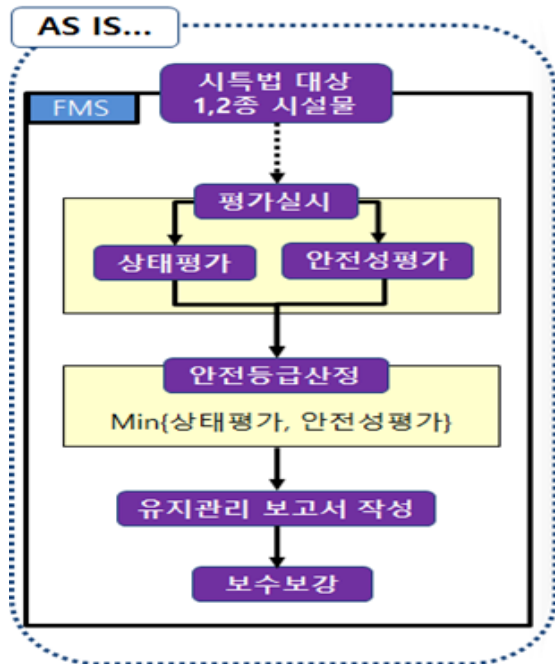 AS IS...
시특법 대상
1,2종 시설물
FMS
평가실시
상태평가
안전성평가
안전등급산정
Min{상태평가, 안전성평가}
유지관리 보고서 작성
보수보강